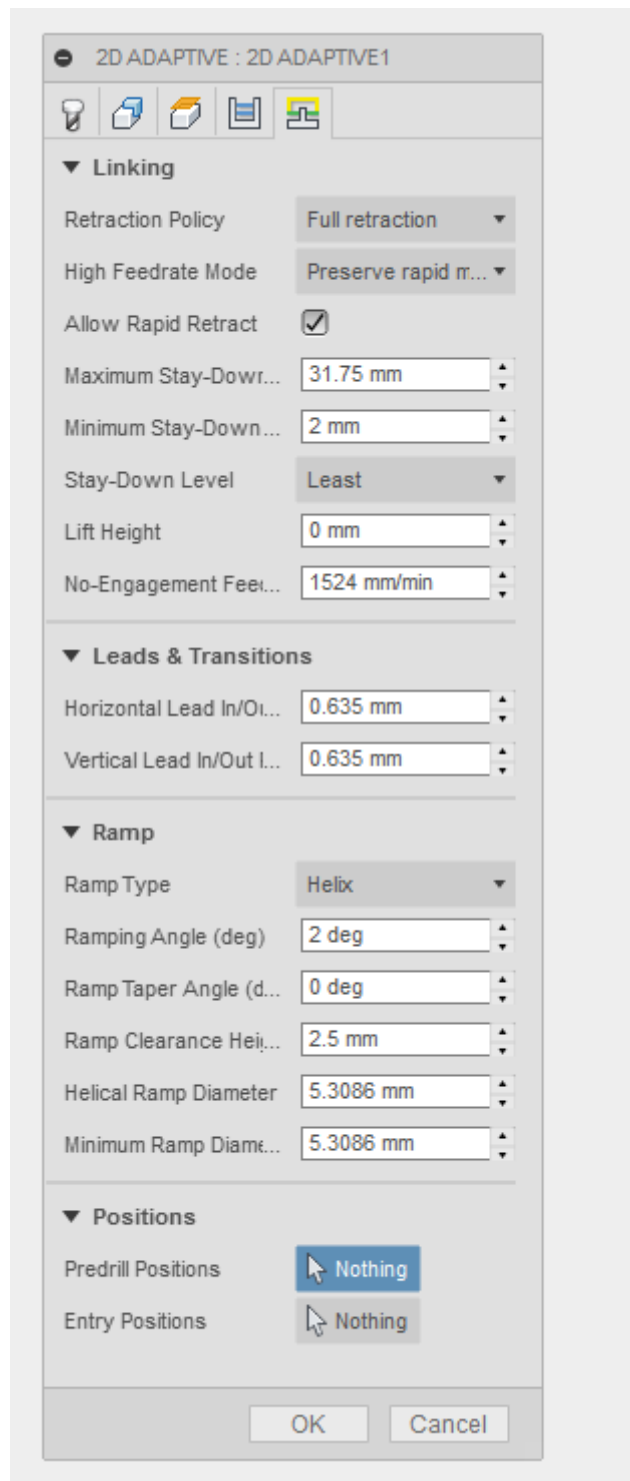 2D ADAPTIVE : 2D ADAPTIVE1
Linking
Retraction Policy Full retraction
High Feedrate Mode Preserve rapid m...
Allow Rapid Retract
Maximum Stay-Dowr... 31.75 mm
Minimum Stay-Down... 2 mm
Stay-Down Level Least
Lift Height 0 mm
No-Engagement Fee... 1524 mm/min
Leads & Transitions
Horizontal Lead In/Ou... 0.635 mm
Vertical Lead In/Out I... 0.635 mm
Ramp
Ramp Type Helix
Ramping Angle (deg) 2 deg
Ramp Taper Angle (d... 0 deg
Ramp Clearance Hei... 2.5 mm
Helical Ramp Diameter 5.3086 mm
Minimum Ramp Diame... 5.3086 mm
Positions
Predrill Positions Nothing
Entry Positions Nothing
OK Cancel